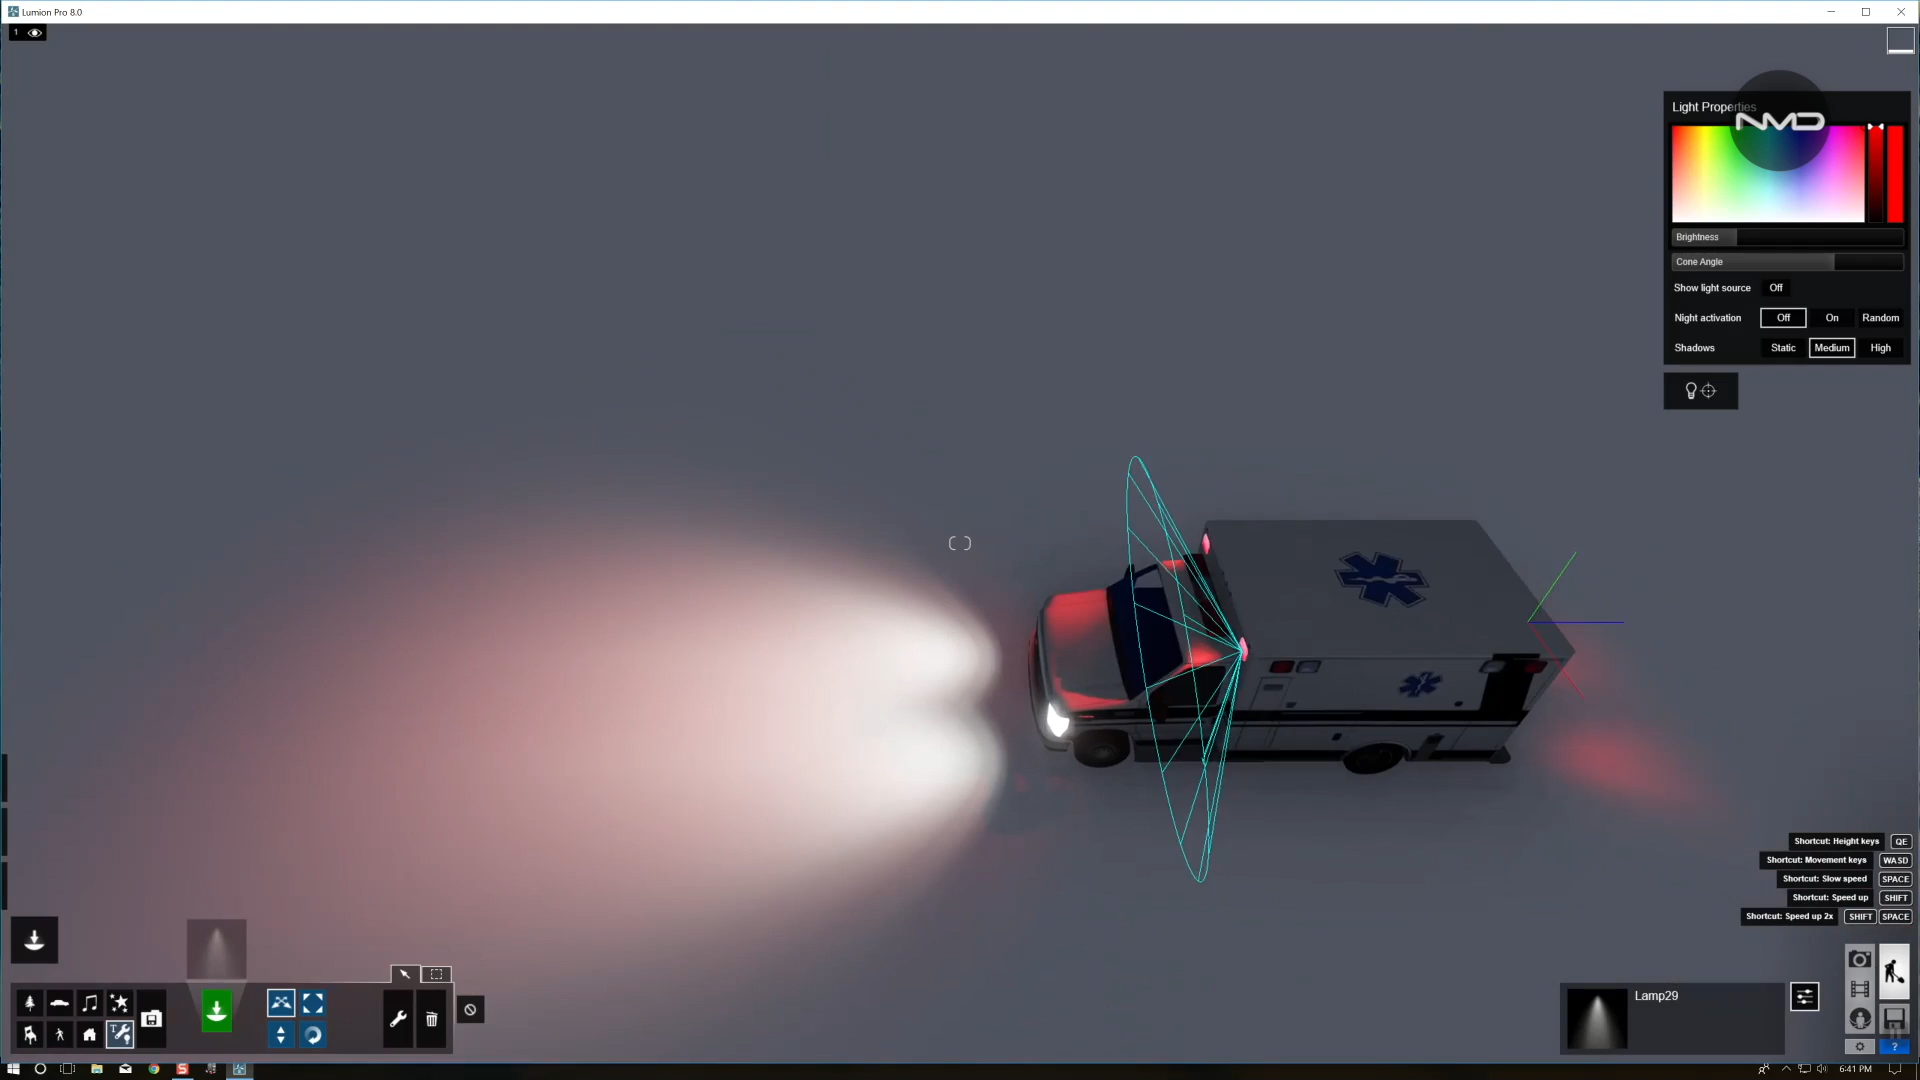 Lumion Pro 8.0
1
Light Properties
NMD
Brightness
Cone Angle
Show light source Off
Night activation Off On Random
Shadows Static Medium High
Shortcut: Height keys QE
Shortcut: Movement keys WASD
Shortcut: Slow speed SPACE
Shortcut: Speed up SHIFT
Shortcut: Speed up 2x SHIFT SPACE
Lamp29
T
?
S
6:41 PM